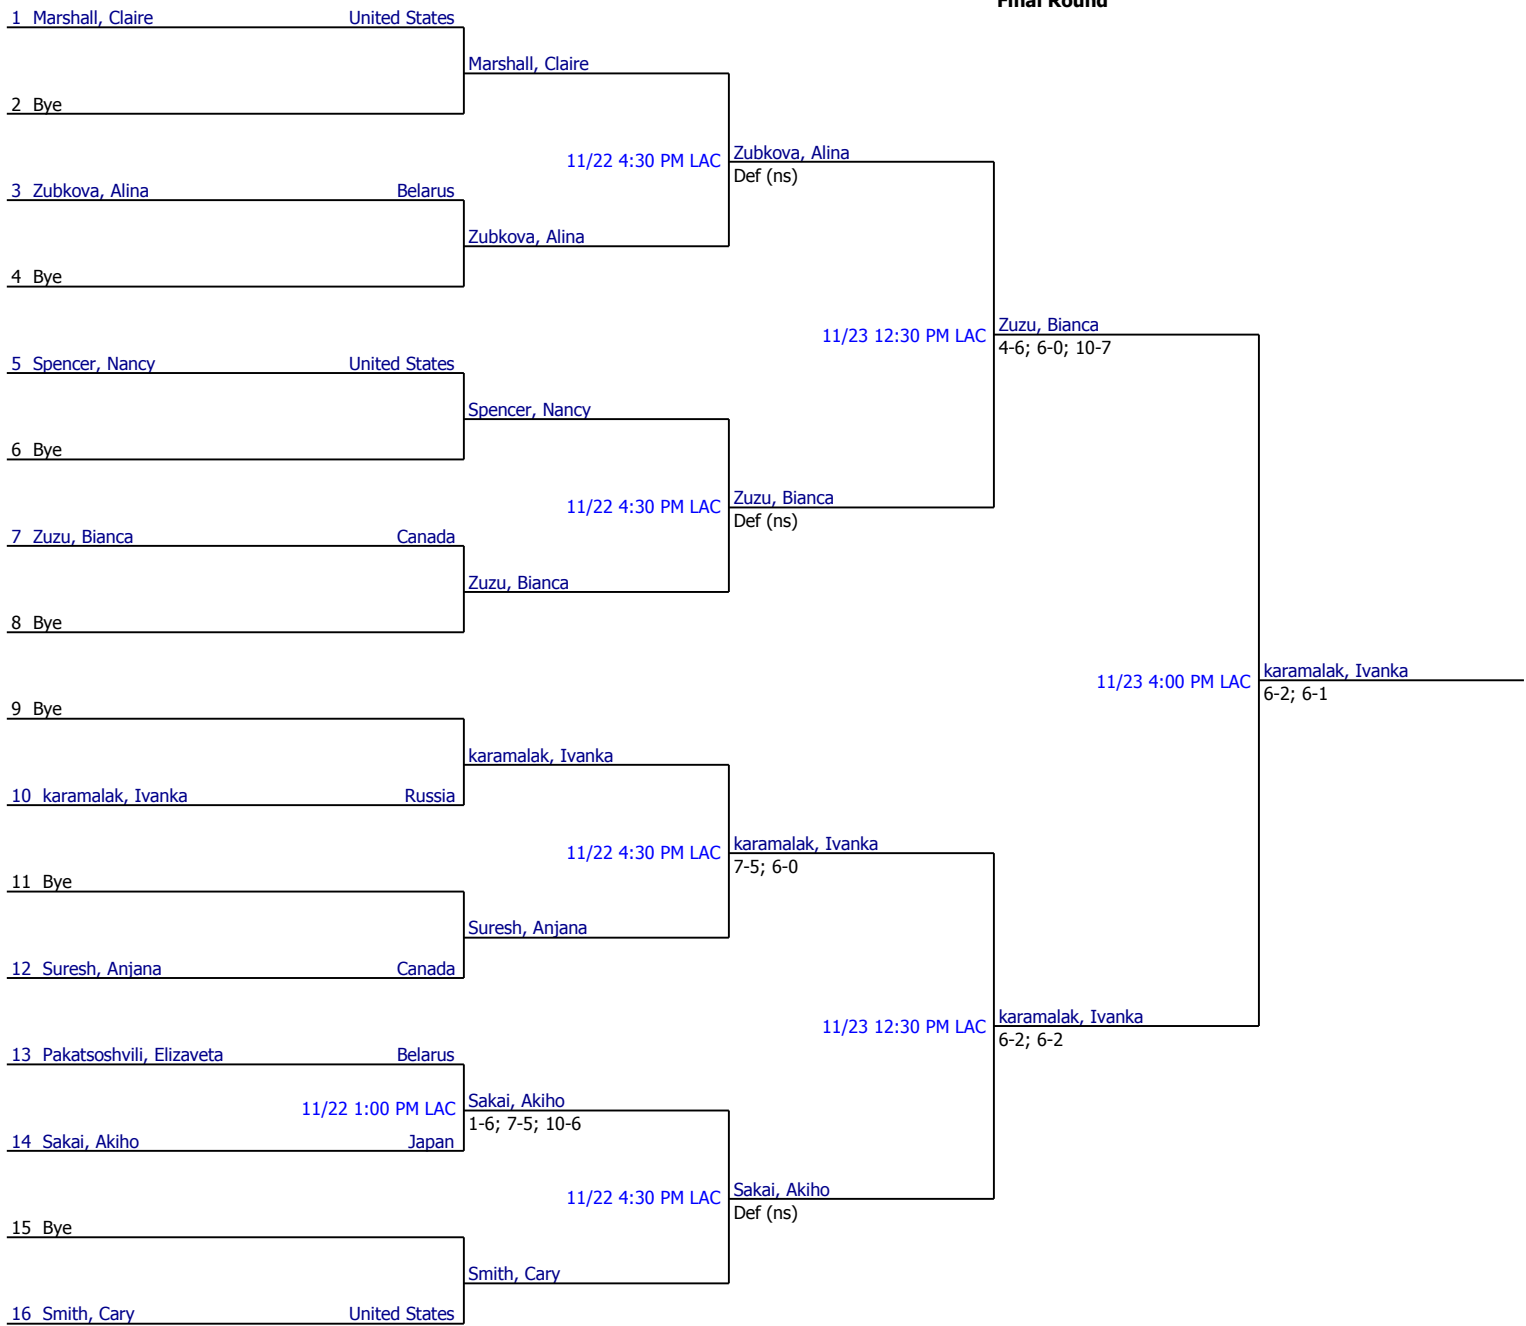 Final Round
1 Marshall, Claire United States
Marshall, Claire
2 Bye
11/22 4:30 PM LAC
Zubkova, Alina
Def (ns)
3 Zubkova, Alina Belarus
Zubkova, Alina
4 Bye
11/23 12:30 PM LAC
Zuzu, Bianca
4-6; 6-0; 10-7
5 Spencer, Nancy United States
Spencer, Nancy
6 Bye
11/22 4:30 PM LAC
Zuzu, Bianca
Def (ns)
7 Zuzu, Bianca Canada
Zuzu, Bianca
8 Bye
11/23 4:00 PM LAC
karamalak, Ivanka
6-2; 6-1
9 Bye
karamalak, Ivanka
10 karamalak, Ivanka Russia
11/22 4:30 PM LAC
karamalak, Ivanka
7-5; 6-0
11 Bye
Suresh, Anjana
12 Suresh, Anjana Canada
11/23 12:30 PM LAC
karamalak, Ivanka
6-2; 6-2
13 Pakatsoshvili, Elizaveta Belarus
11/22 1:00 PM LAC
Sakai, Akiho
1-6; 7-5; 10-6
14 Sakai, Akiho Japan
11/22 4:30 PM LAC
Sakai, Akiho
Def (ns)
15 Bye
Smith, Cary
16 Smith, Cary United States